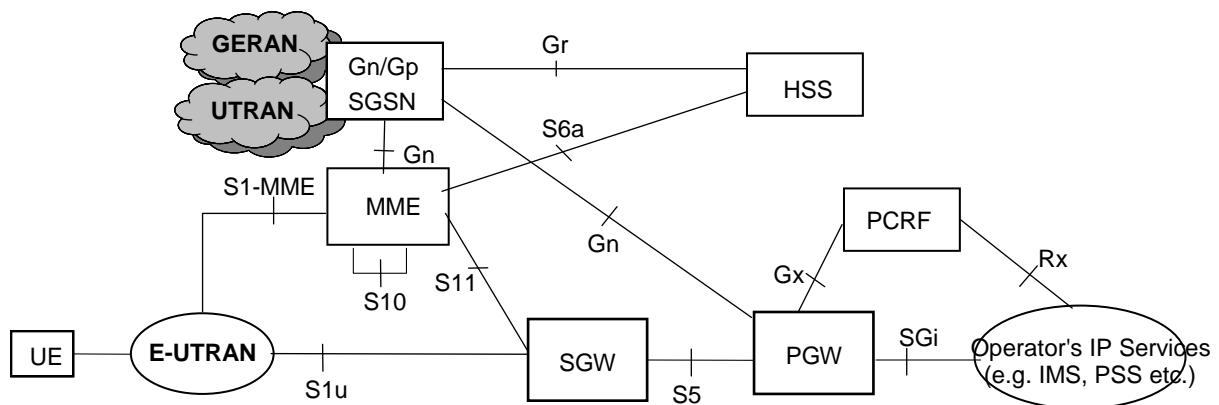 GERAN
Gr
Gn/Gp
SGSN
HSS
UTRAN
S6a
Gn
S1-MME
MME
PCRF
Gn
Rx
Gx
S11
S10
UE
E-UTRAN
SGW
PGW
SGi
Operator's IP Services
(e.g. IMS, PSS etc.)
S1u
S5